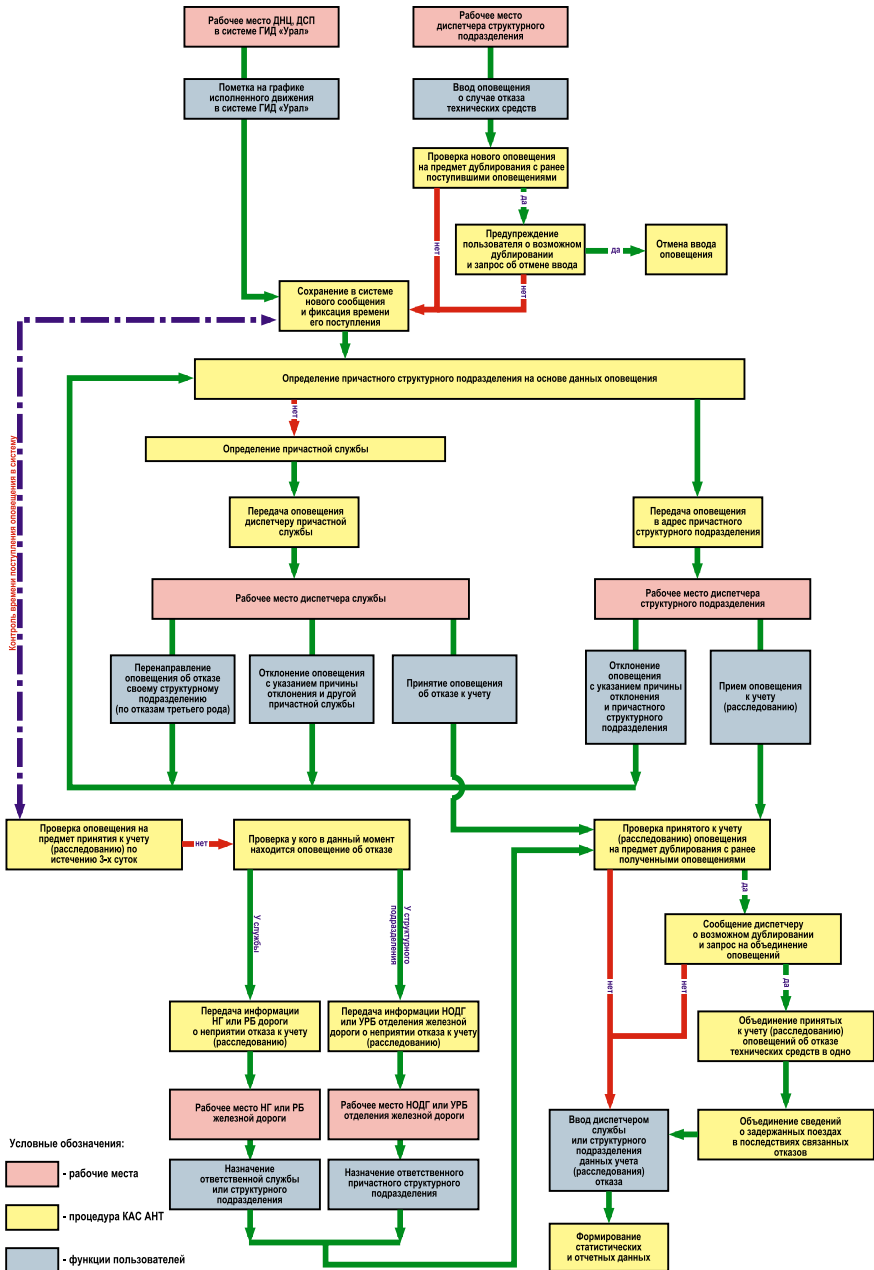 Рабочее место ДНЦ, ДСП
в системе ГИД «Урал»
Рабочее место
диспетчера структурного
подразделения
Пометка на графике
исполненного движения
в системе ГИД «Урал»
Ввод оповещения
о случае отказа
технических средств
Проверка нового оповещения
на предмет дублирования с ранее
поступившими оповещениями
да
нет
Предупреждение
пользователя о возможном
дублировании
и запрос об отмене ввода
да
Отмена ввода
оповещения
нет
Сохранение в системе
нового сообщения
и фиксация времени
его поступления
Определение причастного структурного подразделения на основе данных оповещения
нет
Определение причастной службы
Контроль времени поступления оповещения в систему
Передача оповещения
диспетчеру причастной
службы
Передача оповещения
в адрес причастного
структурного подразделения
Рабочее место диспетчера службы
Рабочее место диспетчера
структурного подразделения
Перенаправление
оповещения об отказе
своему структурному
подразделению
(по отказам третьего рода)
Отклонение оповещения
с указанием причины
отклонения и другой
причастной службы
Принятие оповещения
об отказе к учету
Отклонение
оповещения
с указанием причины
отклонения
и причастного
структурного
подразделения
Прием оповещения
к учету
(расследованию)
Проверка оповещения на
предмет принятия к учету
(расследованию) по
истечению 3-х суток
нет
Проверка у кого в данный момент
находится оповещение об отказе
Проверка принятого к учету
(расследованию) оповещения
на предмет дублирования с ранее
полученными оповещениями
да
У службы
У структурного
подразделения
Сообщение диспетчеру
о возможном дублировании
и запрос на объединение
оповещений
нет
нет
да
Передача информации
НГ или РБ дороги
о неприятии отказа к учету
(расследованию)
Передача информации НОДГ
или УРБ отделения железной
дороги о неприятии отказа к учету
(расследованию)
Объединение принятых
к учету (расследованию)
оповещений об отказе
технических средств в одно
Рабочее место НГ или РБ
железной дороги
Рабочее место НОДГ или УРБ
отделения железной дороги
Ввод диспетчером
службы
или структурного
подразделения
данных учета
(расследования)
отказа
Объединение сведений
о задержанных поездах
в последствиях связанных
отказов
Условные обозначения:
- рабочие места
- процедура КАС АНТ
- функции пользователей
Назначение
ответственной службы
или структурного
подразделения
Назначение ответственного
причастного структурного
подразделения
Формирование
статистических
и отчетных данных